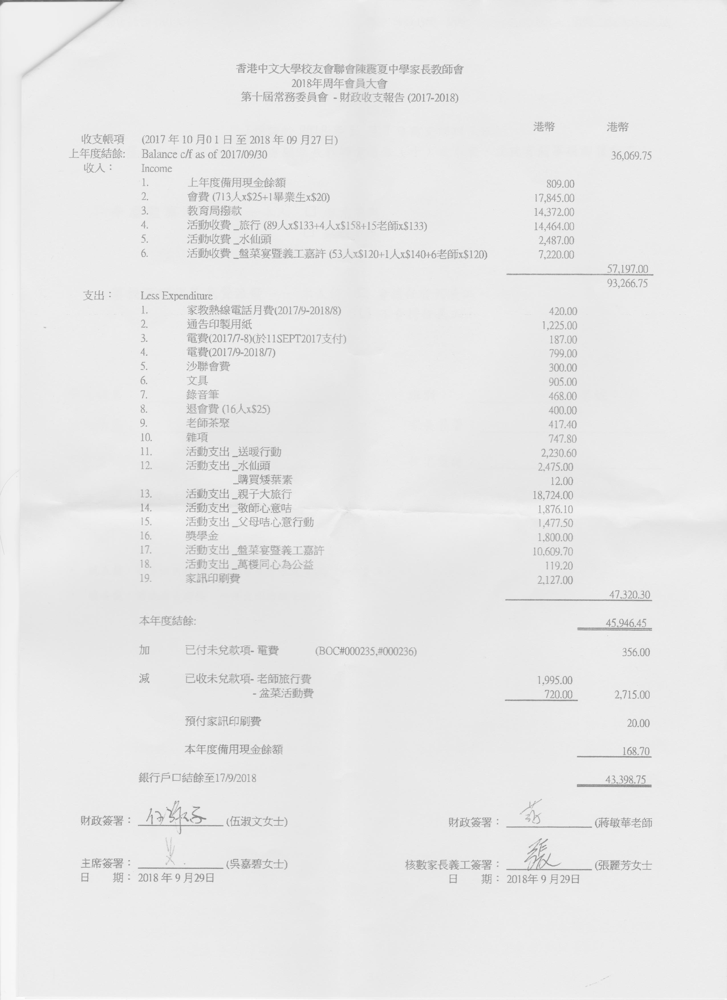 香港中文大學校友會聯會陳震夏中學家長教師會
2018年周年會員大會
第十屆常務委員會 - 財政收支報告 (2017-2018)
港幣 港幣
收支帳項 (2017 年 10 月0 1 日 至 2018 年 09 月27 日)
上年度結餘: Balance c/f as of 2017/09/30 36,069.75
收入： Income
1. 上年度備用現金餘額 809.00
2. 會費 (713人x$25+1畢業生x$20) 17,845.00
3. 教育局撥款 14,372.00
4. 活動收費 _旅行 (89人x$133+4人x$158+15老師x$133) 14,464.00
5. 活動收費 _水仙頭 2,487.00
6. 活動收費 _盤菜宴暨義工嘉許 (53人x$120+1人x$140+6老師x$120) 7,220.00
57,197.00
93,266.75
支出： Less Expenditure
1. 家教熱線電話月費(2017/9-2018/8) 420.00
2. 通告印製用紙 1,225.00
3. 電費(2017/7-8)(於11SEPT2017支付) 187.00
4. 電費(2017/9-2018/7) 799.00
5. 沙聯會費 300.00
6. 文具 905.00
7. 錄音筆 468.00
8. 退會費 (16人x$25) 400.00
9. 老師茶聚 417.40
10. 雜項 747.80
11. 活動支出 _送暖行動 2,230.60
12. 活動支出 _水仙頭 2,475.00
_購買矮葉素 12.00
13. 活動支出 _親子大旅行 18,724.00
14. 活動支出 _敬師心意咭 1,876.10
15. 活動支出 _父母咭心意行動 1,477.50
16. 獎學金 1,800.00
17. 活動支出 _盤菜宴暨義工嘉許 10,609.70
18. 活動支出 _萬樱同心為公益 119.20
19. 家訊印刷費 2,127.00
47,320.30
本年度結餘: 45,946.45
加 已付未兌款項- 電費 (BOC#000235,#000236) 356.00
減 已收未兌款項- 老師旅行費 1,995.00
- 盆菜活動費 720.00 2,715.00
預付家訊印刷費 20.00
本年度備用現金餘額 168.70
銀行戶口結餘至17/9/2018 43,398.75
財政簽署： (伍淑文女士) 財政簽署： (蔣敏華老師
主席簽署： (吳嘉碧女士) 核數家長義工簽署： 張 (張麗芳女士
日 期： 2018 年 9 月29日 日 期： 2018年 9 月29日